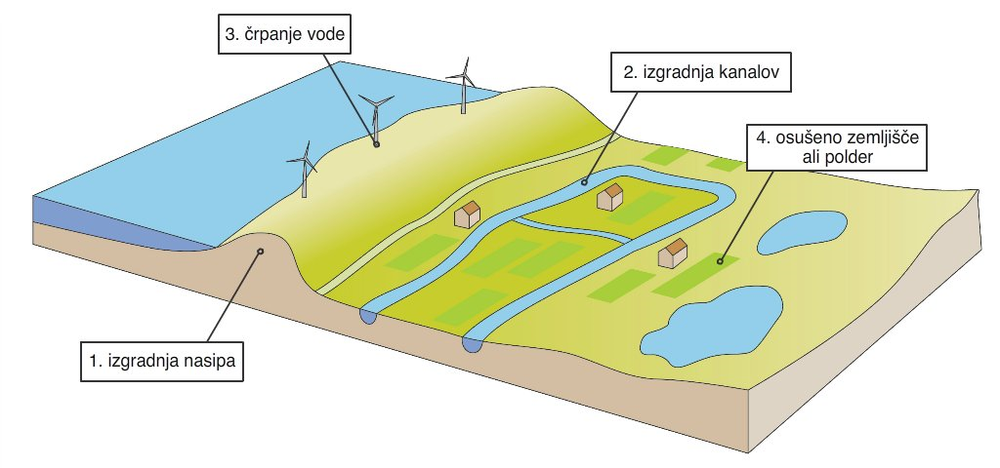 3. črpanje vode
2. izgradnja kanalov
4. osušeno zemljišče
ali polder
1. izgradnja nasipa